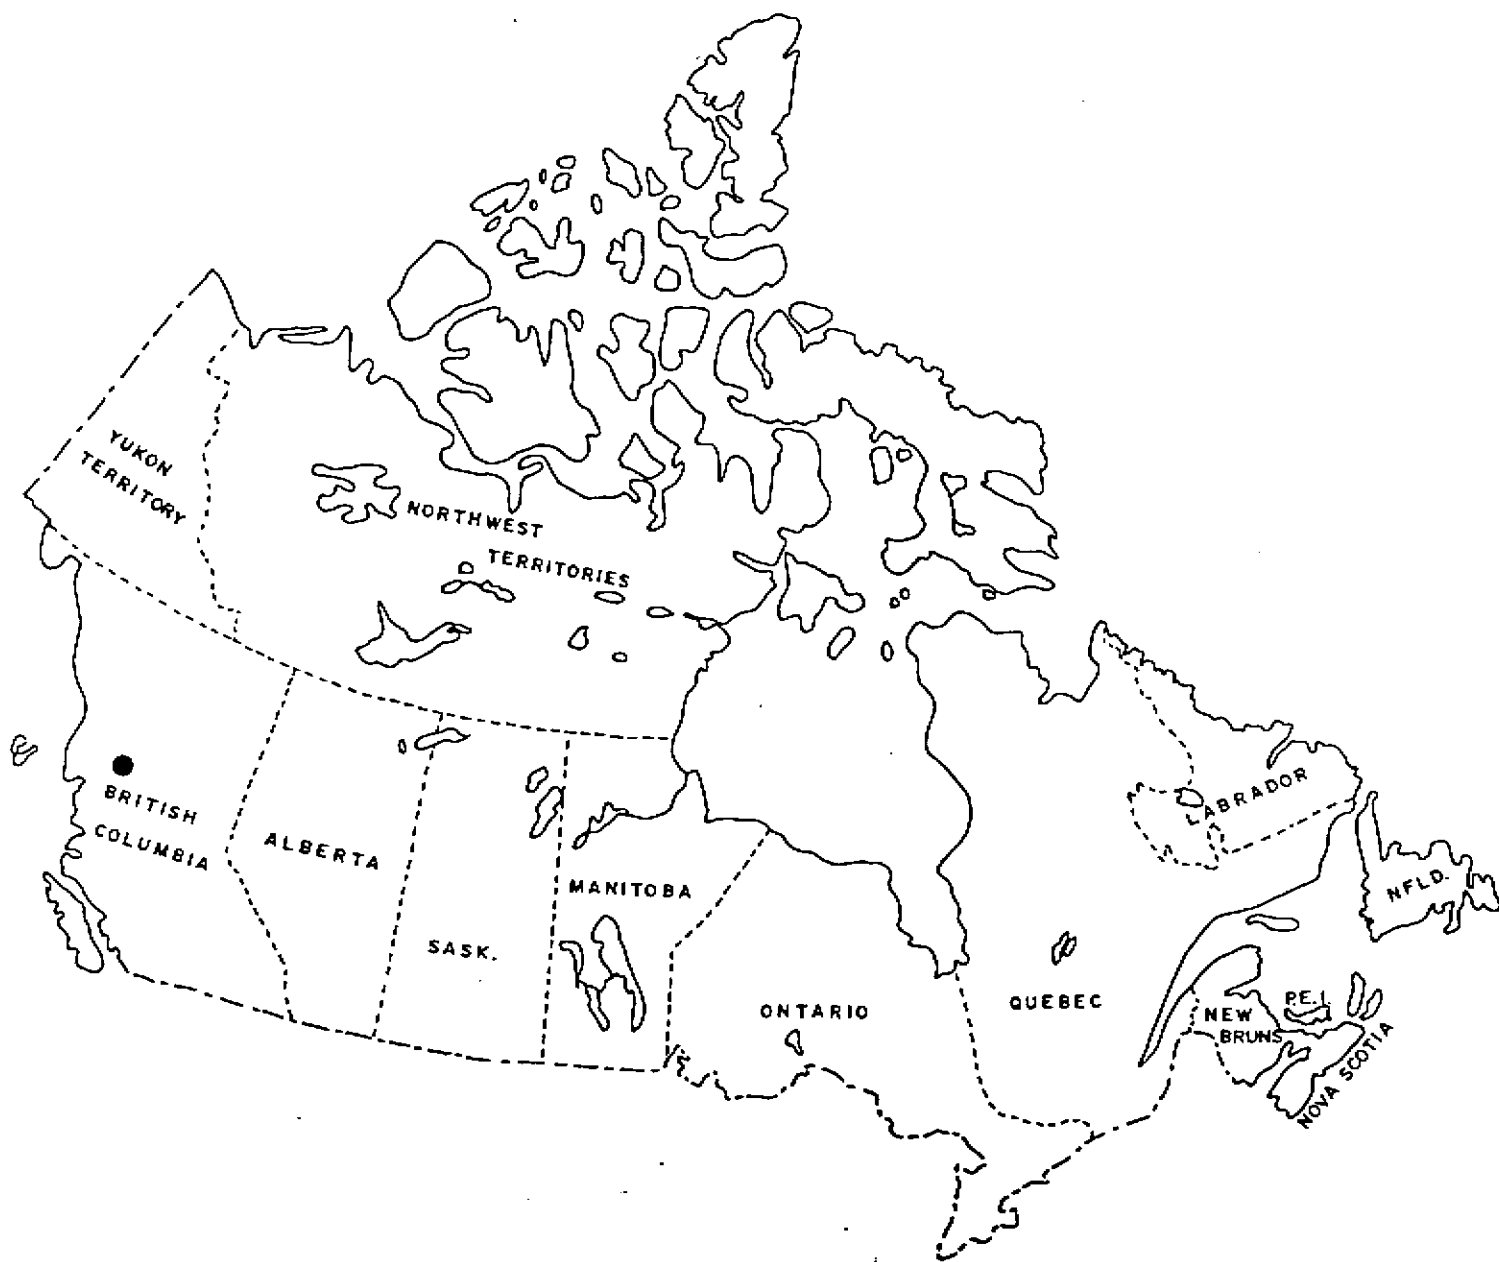 YUKON
TERRITORY
NORTHWEST
TERRITORIES
BRITISH
COLUMBIA
ALBERTA
SASK.
MANITOBA
ONTARIO
QUEBEC
LABRADOR
NFLD.
P.E.I.
NEW
BRUNS
NOVA SCOTIA